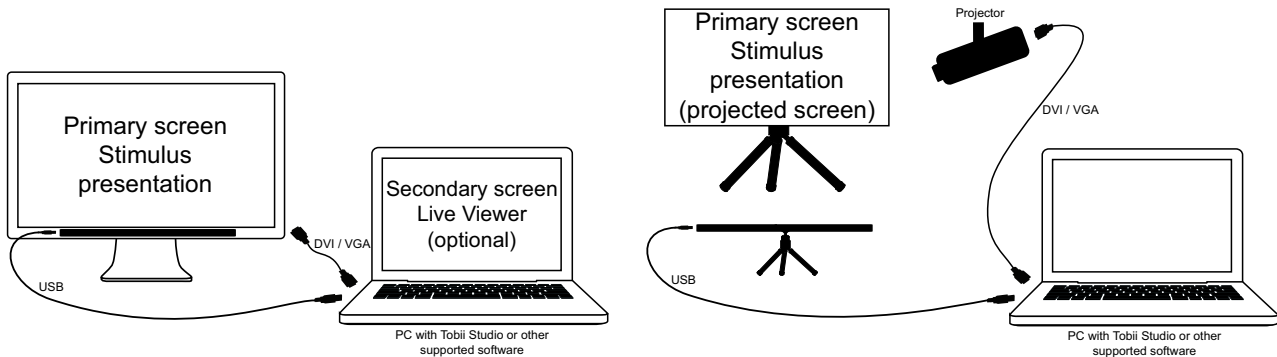 Primary screen
Stimulus
presentation
Secondary screen
Live Viewer
(optional)
DVI / VGA
USB
PC with Tobii Studio or other
supported software
Primary screen
Stimulus
presentation
(projected screen)
Projector
DVI / VGA
USB
PC with Tobii Studio or other
supported software